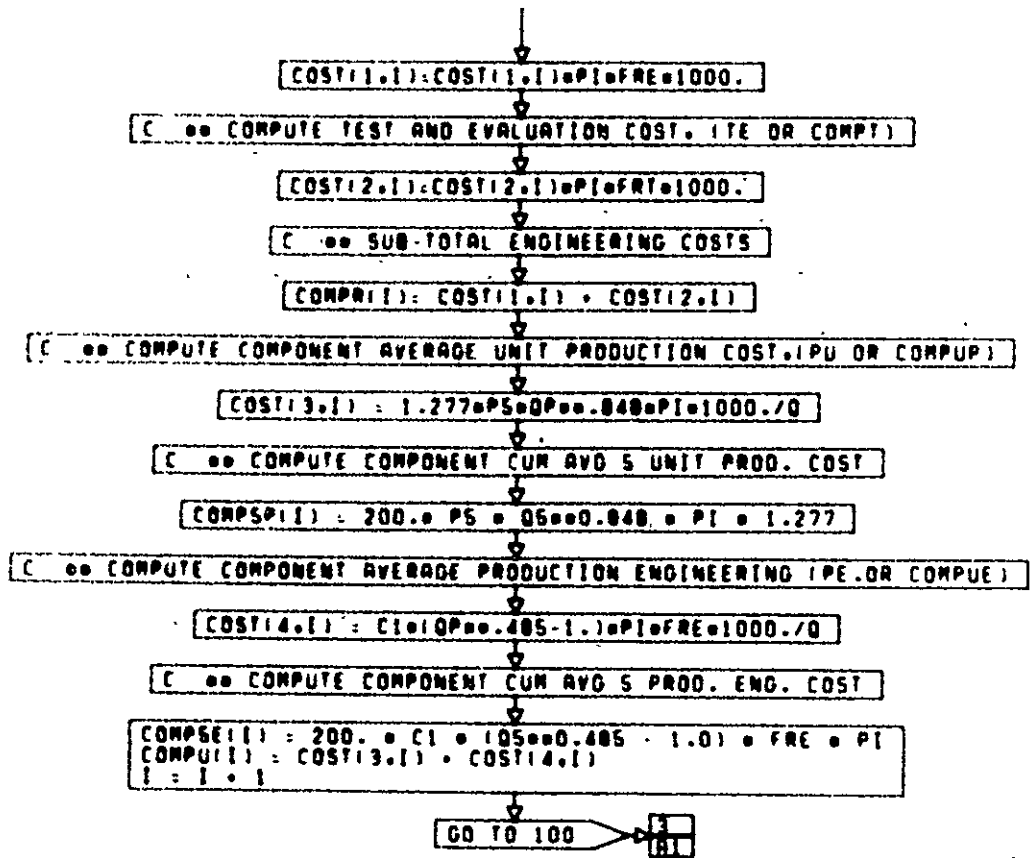 COST(1,I)=COST(1,I)*PI*FRE*1000.
C ** COMPUTE TEST AND EVALUATION COST. (TE OR COMPT)
COST(2,I)=COST(2,I)*PI*FRT*1000.
C ** SUB-TOTAL ENGINEERING COSTS
COMPR(I)= COST(1,I) + COST(2,I)
C ** COMPUTE COMPONENT AVERAGE UNIT PRODUCTION COST.(PU OR COMPUP)
COST(3,I) = 1.277*PS*QP**.848*PI*1000./Q
C ** COMPUTE COMPONENT CUM AVG 5 UNIT PROD. COST
COMPSP(I) = 200.* PS * Q5**0.848 * PI * 1.277
C ** COMPUTE COMPONENT AVERAGE PRODUCTION ENGINEERING (PE.OR COMPUE)
COST(4,I) = C1*(QP**.485-1.)*PI*FRE*1000./Q
C ** COMPUTE COMPONENT CUM AVG 5 PROD. ENG. COST
COMPSE(I) = 200. * C1 * (Q5**0.485 - 1.0) * FRE * PI
COMPU(I) = COST(3,I) + COST(4,I)
I = I + 1
GO TO 100
3
A1